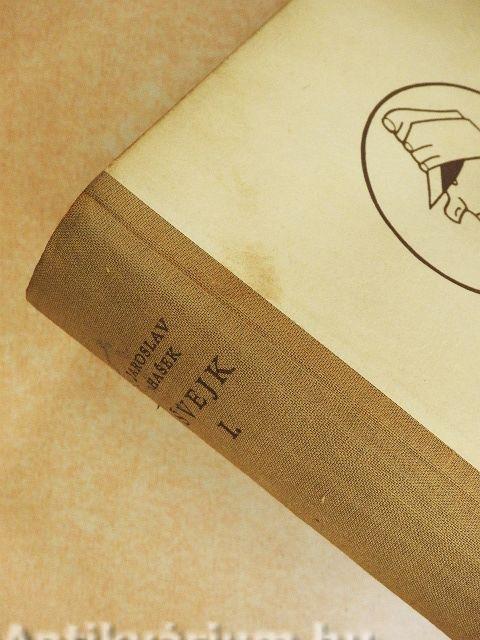 JAROSLAV
HAŠEK
ŠVEJK
I.
Antikvárium.hu